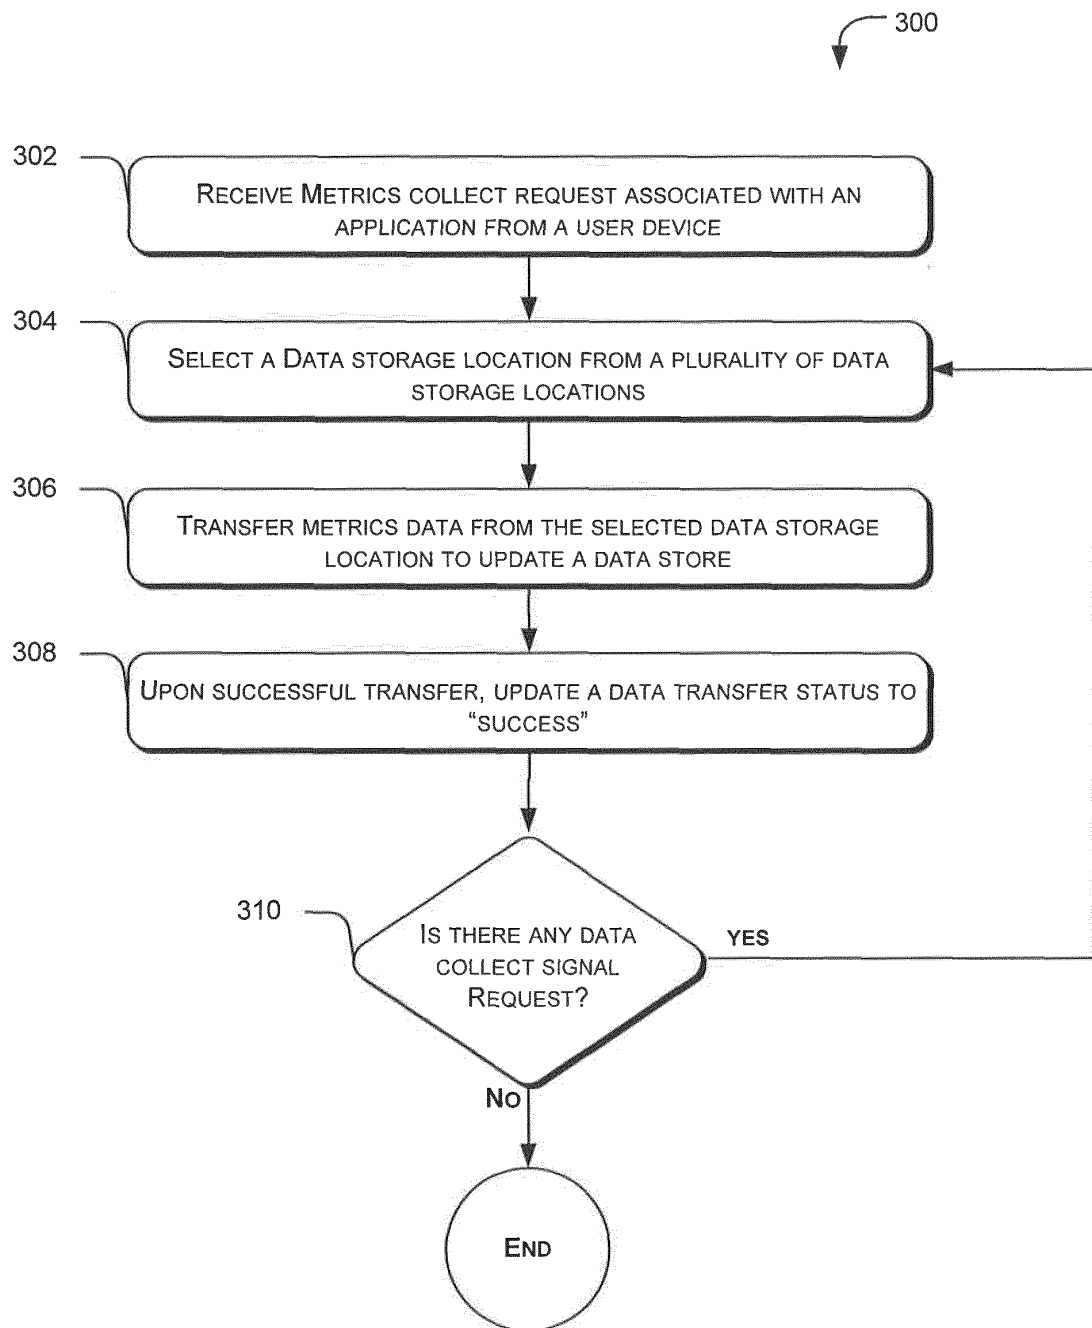 300
302
RECEIVE METRICS COLLECT REQUEST ASSOCIATED WITH AN
APPLICATION FROM A USER DEVICE
304
SELECT A DATA STORAGE LOCATION FROM A PLURALITY OF DATA
STORAGE LOCATIONS
306
TRANSFER METRICS DATA FROM THE SELECTED DATA STORAGE
LOCATION TO UPDATE A DATA STORE
308
UPON SUCCESSFUL TRANSFER, UPDATE A DATA TRANSFER STATUS TO
“SUCCESS”
310
IS THERE ANY DATA
COLLECT SIGNAL
REQUEST?
YES
NO
END